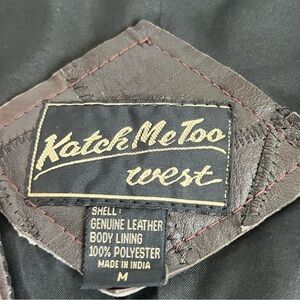 Katch Me Too
west
SHELL:
GENUINE LEATHER
BODY LINING
100% POLYESTER
MADE IN INDIA
M